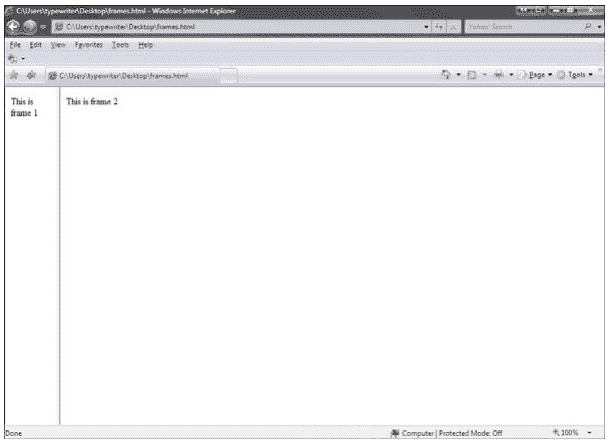 C:\Users\typewriter\Desktop\frames.html - Windows Internet Explorer
C:\Users\typewriter\Desktop\frames.html
Yahoo! Search
File Edit View Favorites Tools Help
C:\Users\typewriter\Desktop\frames.html
Page Tools
This is
frame 1
This is frame 2
Done
Computer | Protected Mode: Off
100%